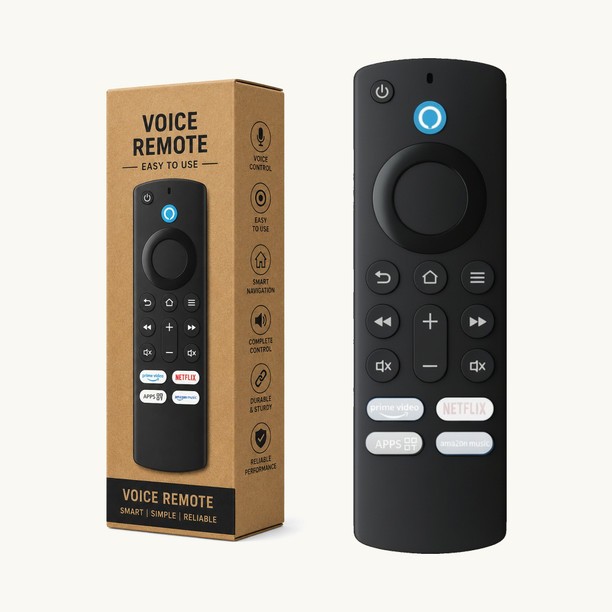 VOICE
REMOTE
EASY TO USE
prime video
NETFLIX
APPS
amazon music
VOICE REMOTE
SMART | SIMPLE | RELIABLE
VOICE
CONTROL
EASY
TO USE
SMART
NAVIGATION
COMPLETE
CONTROL
DURABLE
& STURDY
RELIABLE
PERFORMANCE
prime video
NETFLIX
APPS
amazon music